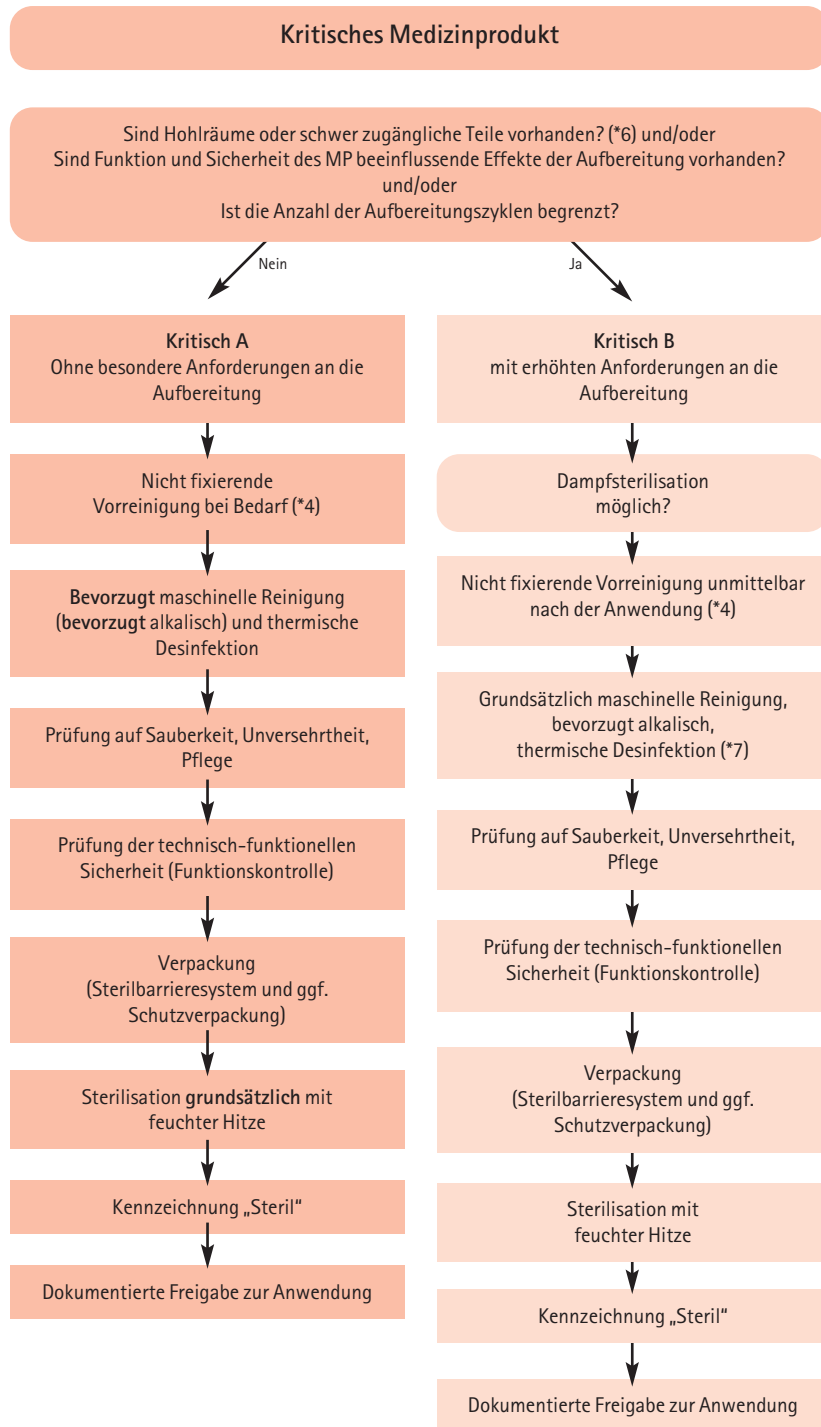 Kritisches Medizinprodukt
Sind Hohlräume oder schwer zugängliche Teile vorhanden? (*6) und/oder
Sind Funktion und Sicherheit des MP beeinflussende Effekte der Aufbereitung vorhanden?
und/oder
Ist die Anzahl der Aufbereitungszyklen begrenzt?
Nein
Ja
Kritisch A
Ohne besondere Anforderungen an die
Aufbereitung
Nicht fixierende
Vorreinigung bei Bedarf (*4)
Bevorzugt maschinelle Reinigung
(bevorzugt alkalisch) und thermische
Desinfektion
Prüfung auf Sauberkeit, Unversehrtheit,
Pflege
Prüfung der technisch-funktionellen
Sicherheit (Funktionskontrolle)
Verpackung
(Sterilbarrieresystem und ggf.
Schutzverpackung)
Sterilisation grundsätzlich mit
feuchter Hitze
Kennzeichnung „Steril“
Dokumentierte Freigabe zur Anwendung
Kritisch B
mit erhöhten Anforderungen an die
Aufbereitung
Dampfsterilisation
möglich?
Nicht fixierende Vorreinigung unmittelbar
nach der Anwendung (*4)
Grundsätzlich maschinelle Reinigung,
bevorzugt alkalisch,
thermische Desinfektion (*7)
Prüfung auf Sauberkeit, Unversehrtheit,
Pflege
Prüfung der technisch-funktionellen
Sicherheit (Funktionskontrolle)
Verpackung
(Sterilbarrieresystem und ggf.
Schutzverpackung)
Sterilisation mit
feuchter Hitze
Kennzeichnung „Steril“
Dokumentierte Freigabe zur Anwendung